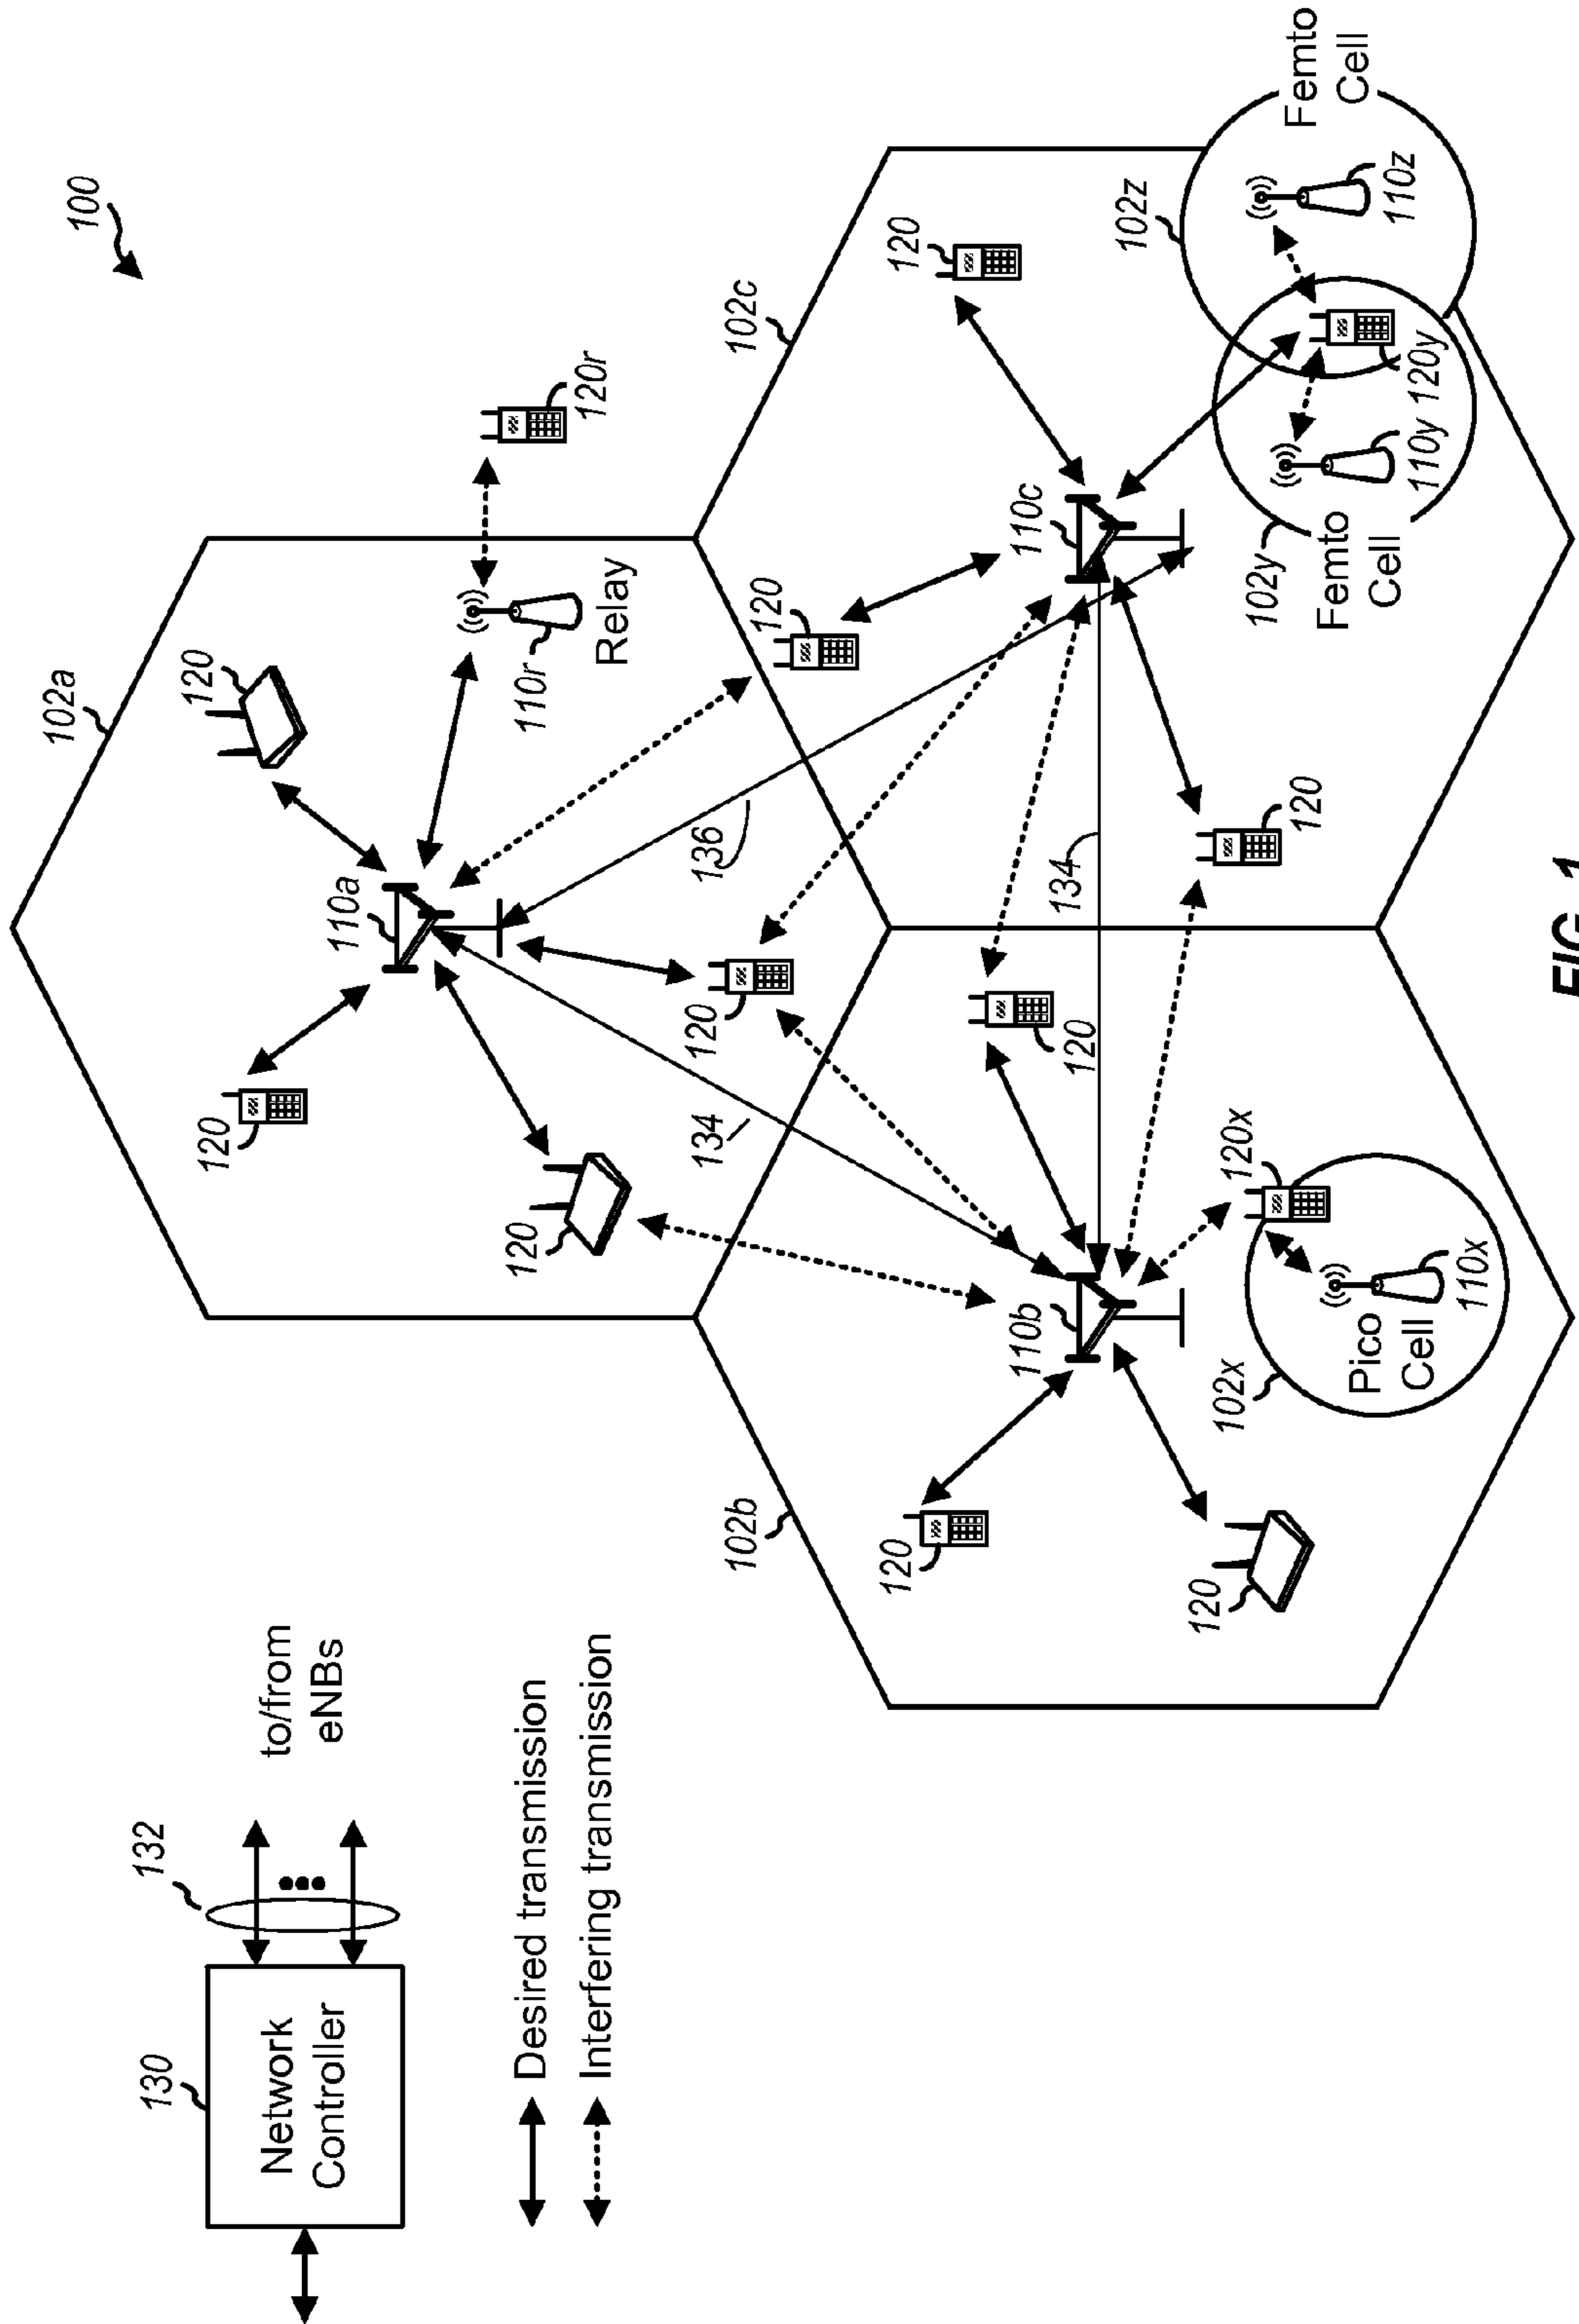 100
130
Network
Controller
132
to/from
eNBs
Desired transmission
Interfering transmission
102a
120
110a
120
120
120
110r
Relay
120r
134
136
102b
120
120
110b
120
134
102x
Pico
Cell
110x
120x
102c
120
120
110c
120
102y
Femto
Cell
110y
120y
102z
110z
Femto
Cell
FIG. 1